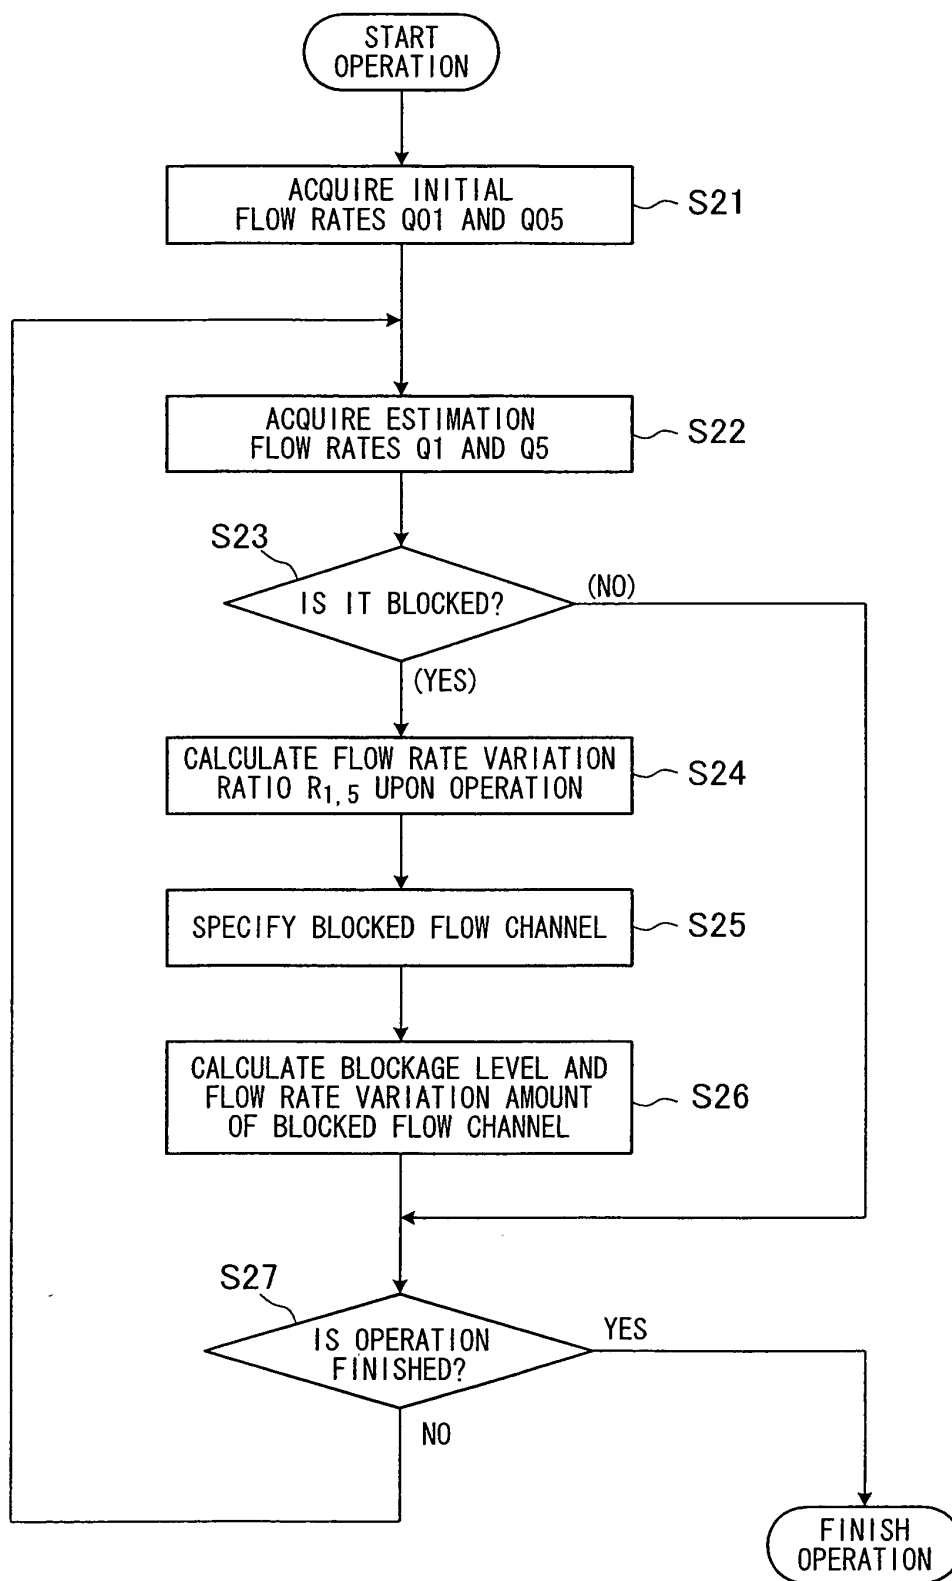 START
OPERATION
ACQUIRE INITIAL
FLOW RATES Q01 AND Q05
S21
ACQUIRE ESTIMATION
FLOW RATES Q1 AND Q5
S22
S23
IS IT BLOCKED?
(NO)
(YES)
CALCULATE FLOW RATE VARIATION
RATIO R1,5 UPON OPERATION
S24
SPECIFY BLOCKED FLOW CHANNEL
S25
CALCULATE BLOCKAGE LEVEL AND
FLOW RATE VARIATION AMOUNT
OF BLOCKED FLOW CHANNEL
S26
S27
IS OPERATION
FINISHED?
YES
NO
FINISH
OPERATION